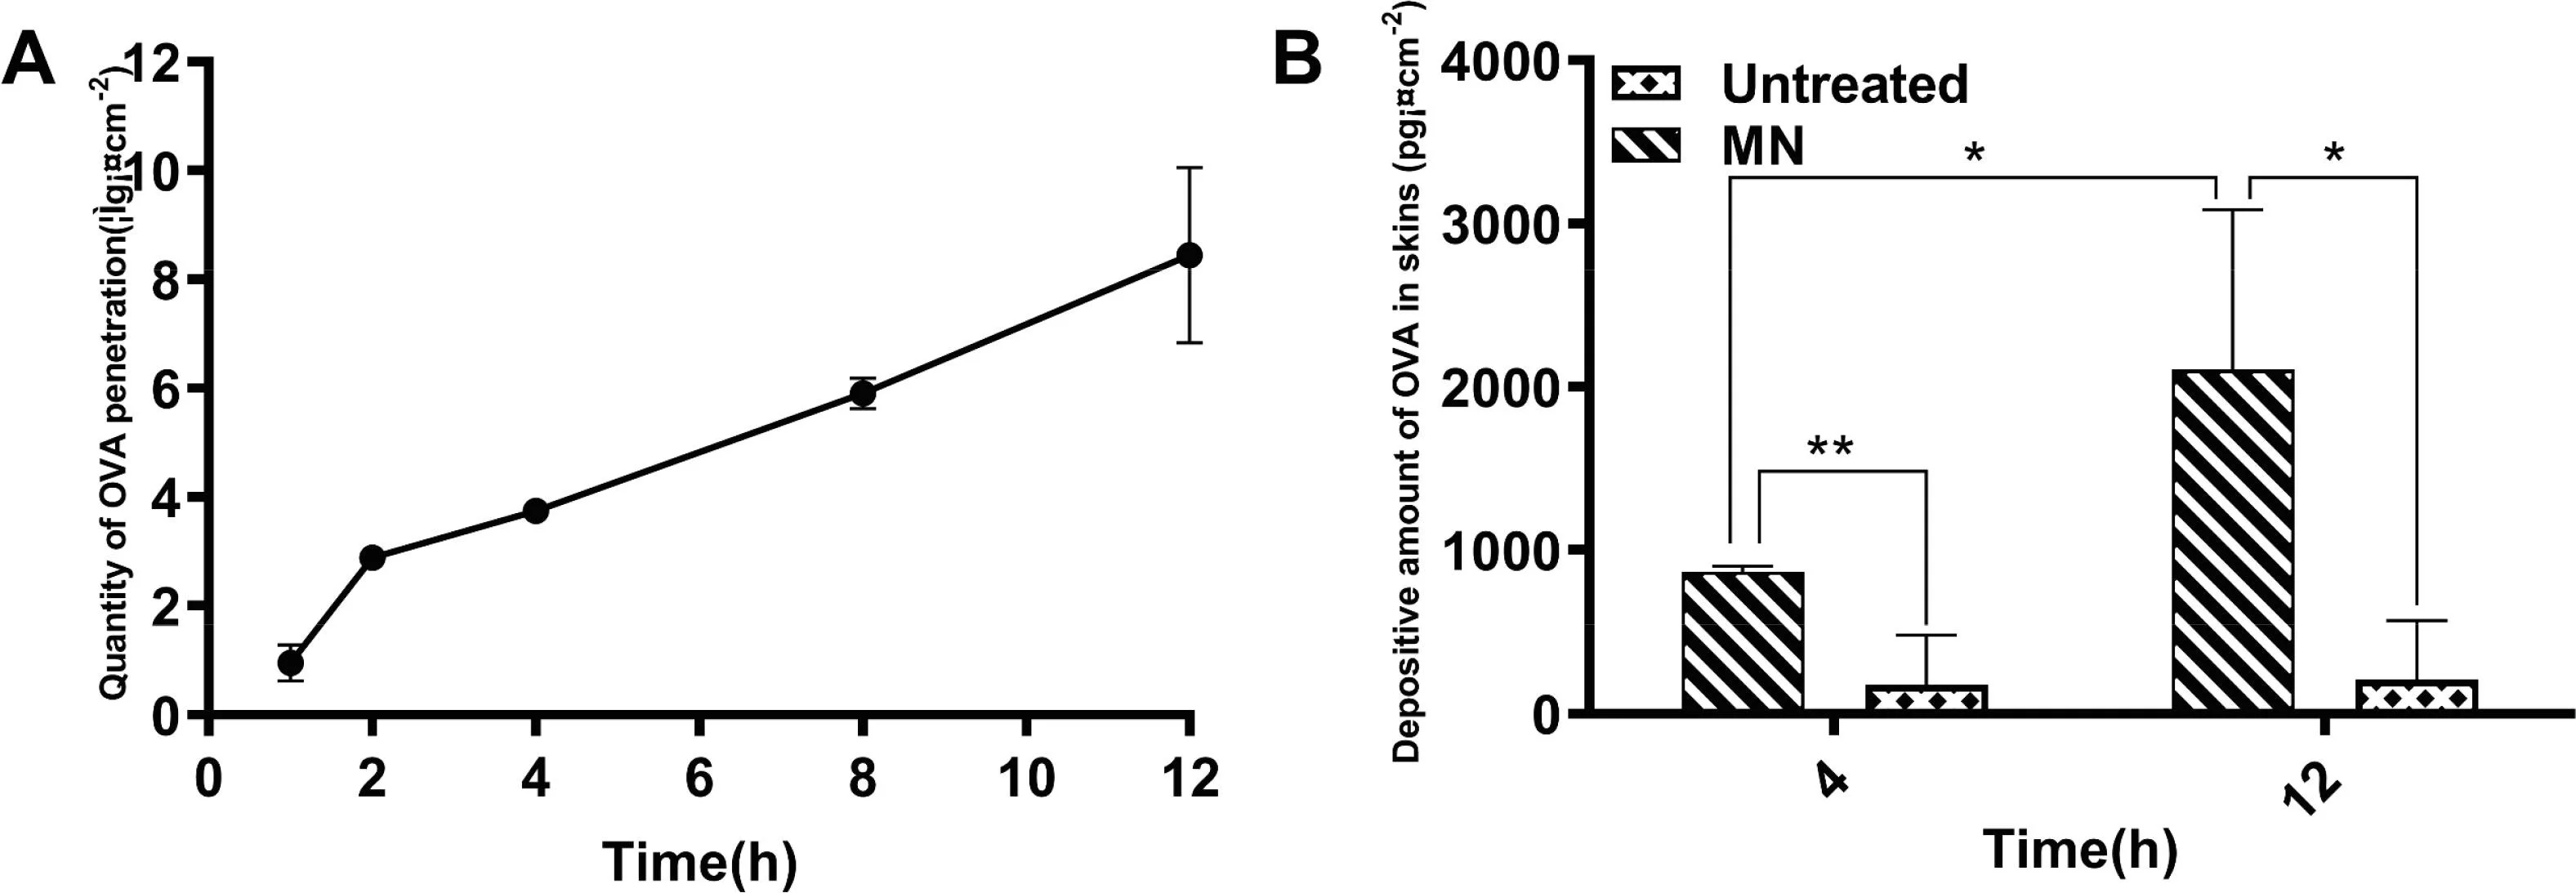 A
Quantity of OVA penetration(¦Ìg¡¤cm-2)
12
10
8
6
4
2
0
0 2 4 6 8 10 12
Time(h)
B
Depositive amount of OVA in skins (pg¡¤cm-2)
4000
3000
2000
1000
0
Untreated
MN
*
*
**
4 12
Time(h)